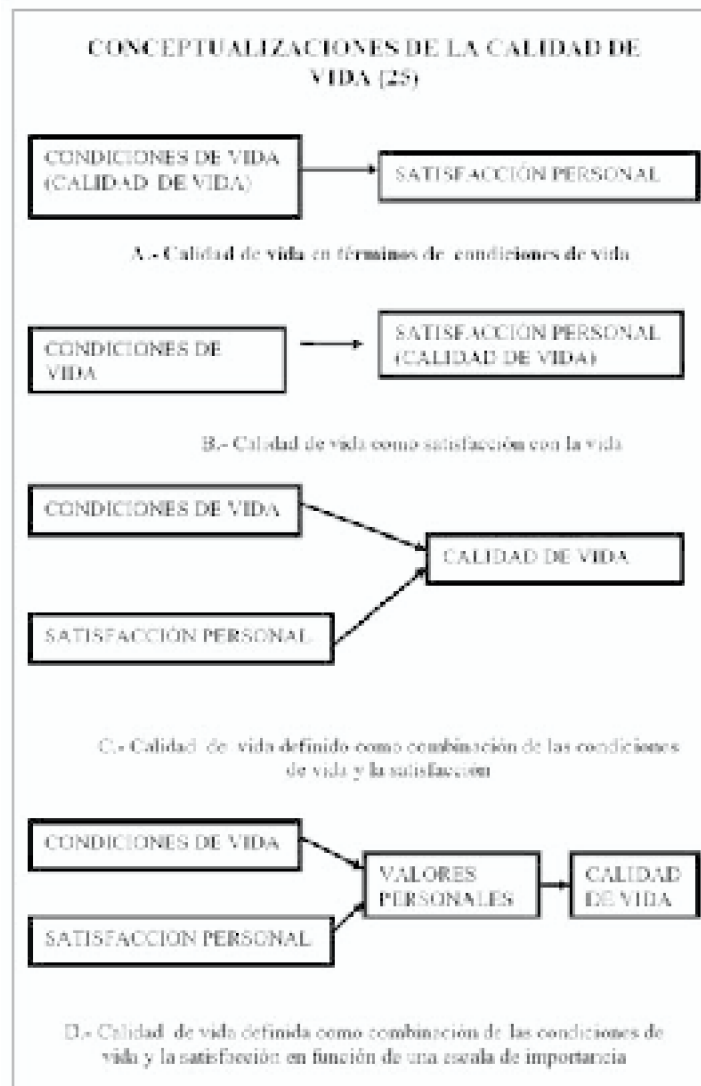 CONCEPTUALIZACIONES DE LA CALIDAD DE
VIDA (25)
CONDICIONES DE VIDA
(CALIDAD DE VIDA)
SATISFACCIÓN PERSONAL
A.- Calidad de vida en términos de condiciones de vida
CONDICIONES DE
VIDA
SATISFACCIÓN PERSONAL
(CALIDAD DE VIDA)
B.- Calidad de vida como satisfacción con la vida
CONDICIONES DE VIDA
CALIDAD DE VIDA
SATISFACCIÓN PERSONAL
C.- Calidad de vida definido como combinación de las condiciones
de vida y la satisfacción
CONDICIONES DE VIDA
VALORES
PERSONALES
CALIDAD
DE VIDA
SATISFACCION PERSONAL
D.- Calidad de vida definida como combinación de las condiciones de
vida y la satisfacción en función de una escala de importancia